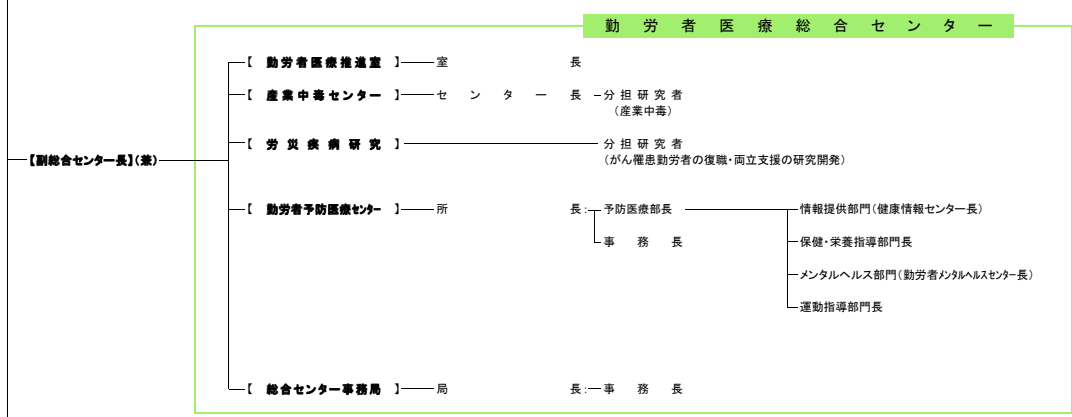 勤労者医療総合センター
【 勤労者医療推進室 】 室長
【 産業中毒センター 】 センター長 分担研究者
(産業中毒)
【 労災疾病研究 】 分担研究者
(がん罹患勤労者の復職・両立支援の研究開発)
【副総合センター長】(兼)
【 勤労者予防医療センター 】 所長: 予防医療部長 情報提供部門(健康情報センター長)
事務長 保健・栄養指導部門長
メンタルヘルス部門(勤労者メンタルヘルスセンター長)
運動指導部門長
【 総合センター事務局 】 局長: 事務長